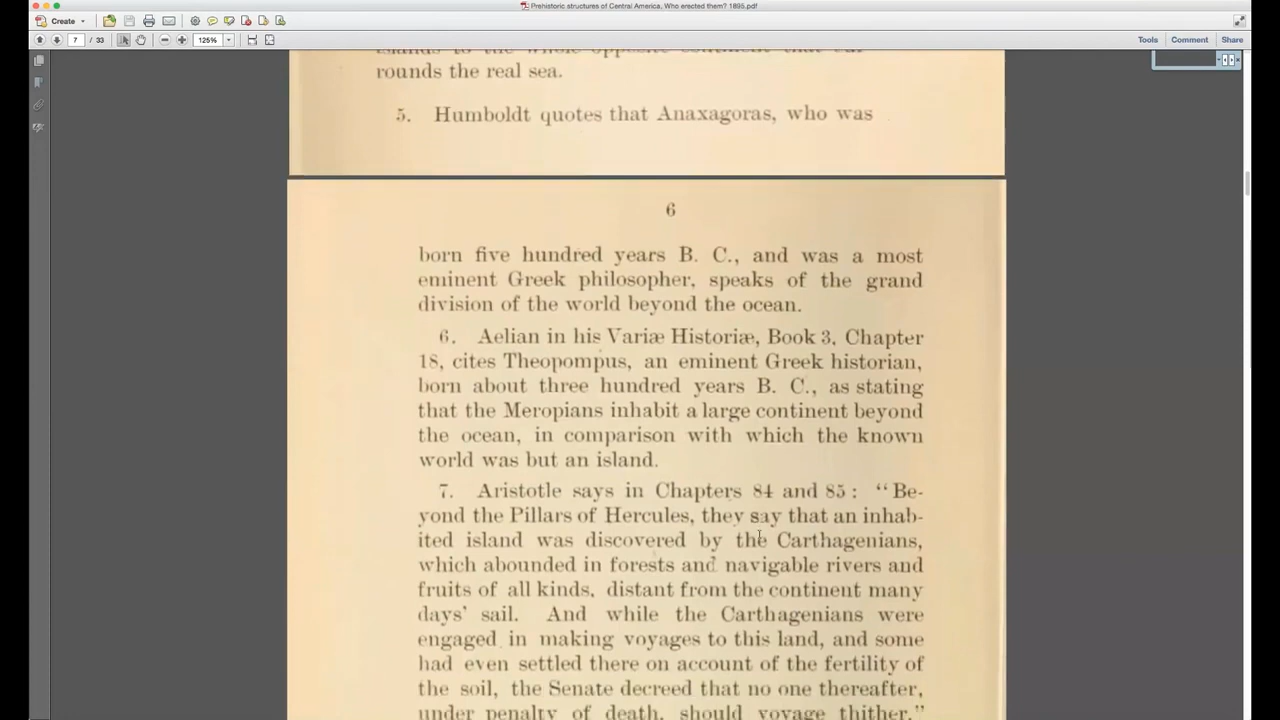 Prehistoric structures of Central America, Who erected them? 1895.pdf
Create
7 / 33
125%
Tools
Comment
Share
islands to the whole opposite continent that sur-
rounds the real sea.
5. Humboldt quotes that Anaxagoras, who was
6
born five hundred years B. C., and was a most
eminent Greek philosopher, speaks of the grand
division of the world beyond the ocean.
6. Aelian in his Variæ Historiæ, Book 3, Chapter
18, cites Theopompus, an eminent Greek historian,
born about three hundred years B. C., as stating
that the Meropians inhabit a large continent beyond
the ocean, in comparison with which the known
world was but an island.
7. Aristotle says in Chapters 84 and 85: “Be-
yond the Pillars of Hercules, they say that an inhab-
ited island was discovered by the Carthagenians,
which abounded in forests and navigable rivers and
fruits of all kinds, distant from the continent many
days' sail. And while the Carthagenians were
engaged in making voyages to this land, and some
had even settled there on account of the fertility of
the soil, the Senate decreed that no one thereafter,
under penalty of death, should voyage thither.”